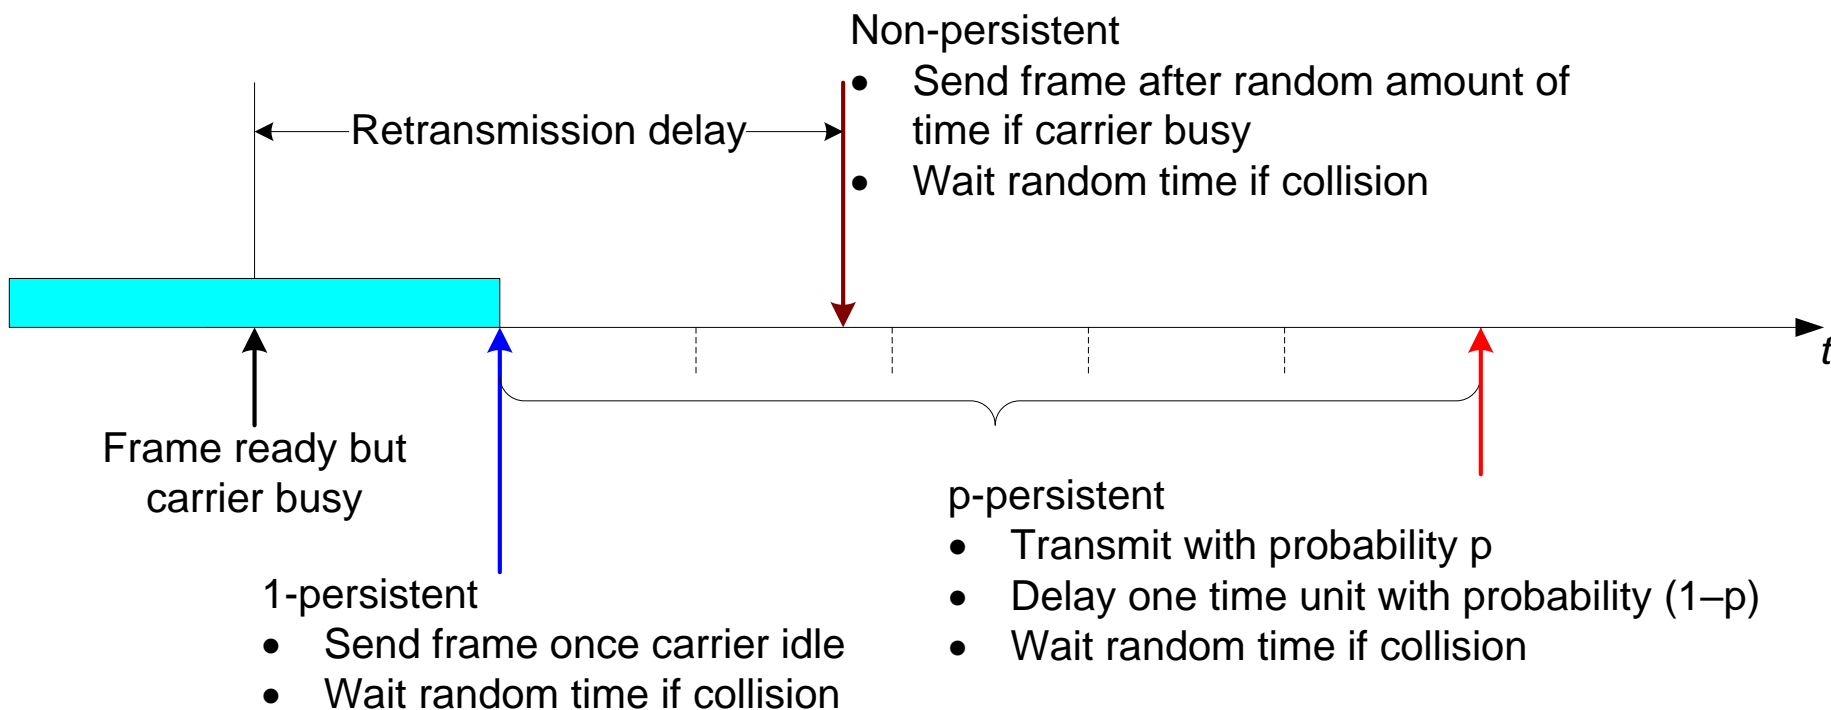 Non-persistent
• Send frame after random amount of
time if carrier busy
• Wait random time if collision
Retransmission delay
t
Frame ready but
carrier busy
1-persistent
• Send frame once carrier idle
• Wait random time if collision
p-persistent
• Transmit with probability p
• Delay one time unit with probability (1–p)
• Wait random time if collision